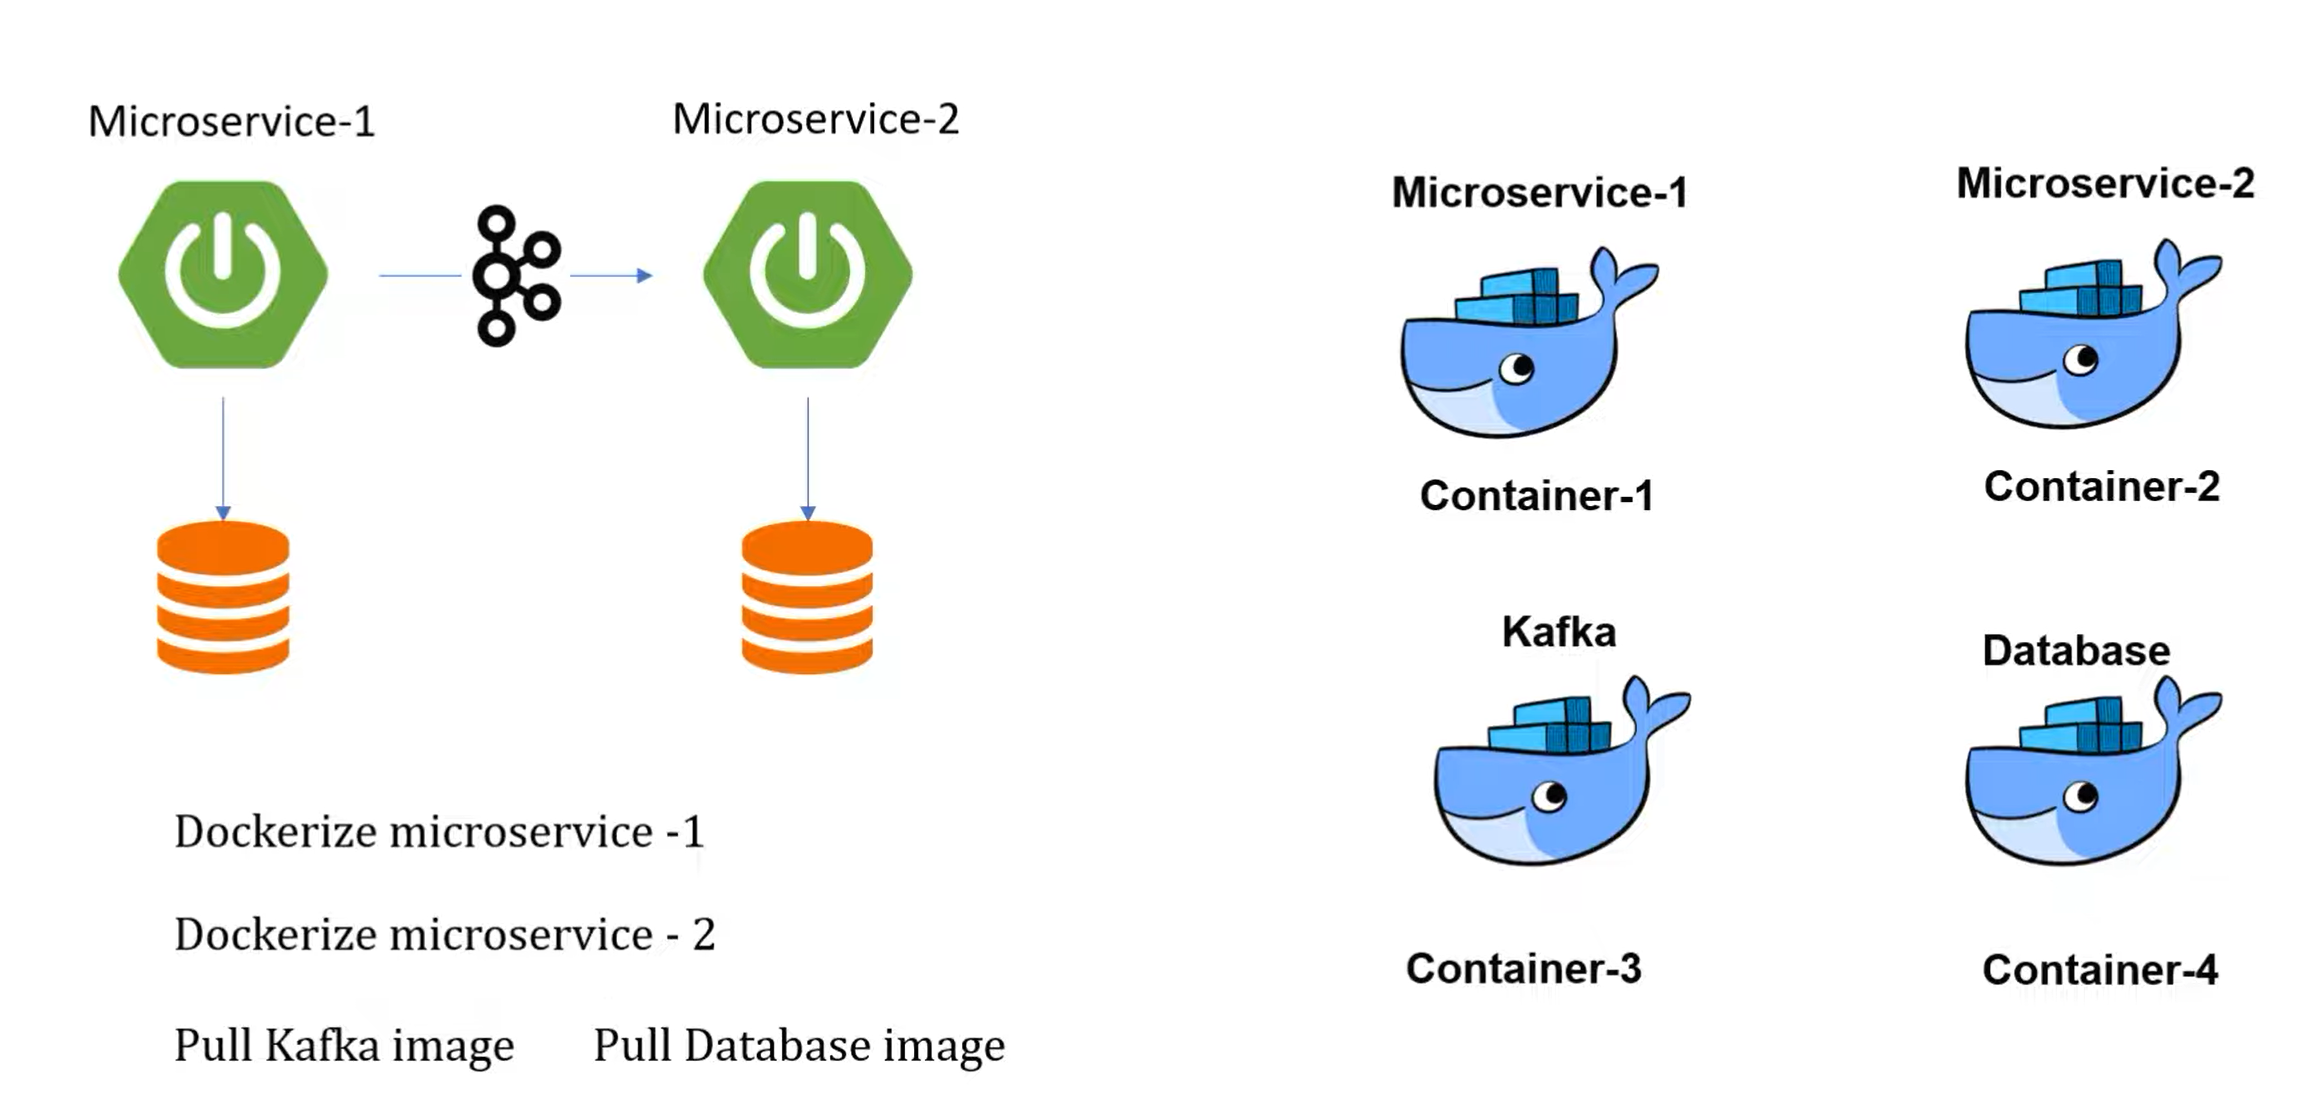 Microservice-1
Microservice-2
Dockerize microservice -1
Dockerize microservice - 2
Pull Kafka image
Pull Database image
Microservice-1
Microservice-2
Container-1
Container-2
Kafka
Database
Container-3
Container-4